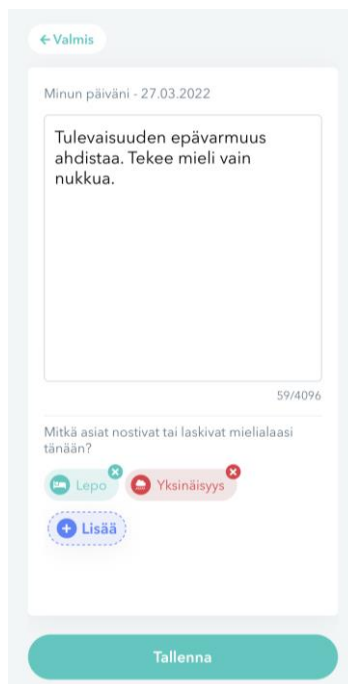 ← Valmis
Minun päiväni - 27.03.2022
Tulevaisuuden epävarmuus
ahdistaa. Tekee mieli vain
nukkua.
59/4096
Mitkä asiat nostivat tai laskivat mielialaasi
tänään?
Lepo Yksinäisyys
Lisää
Tallenna